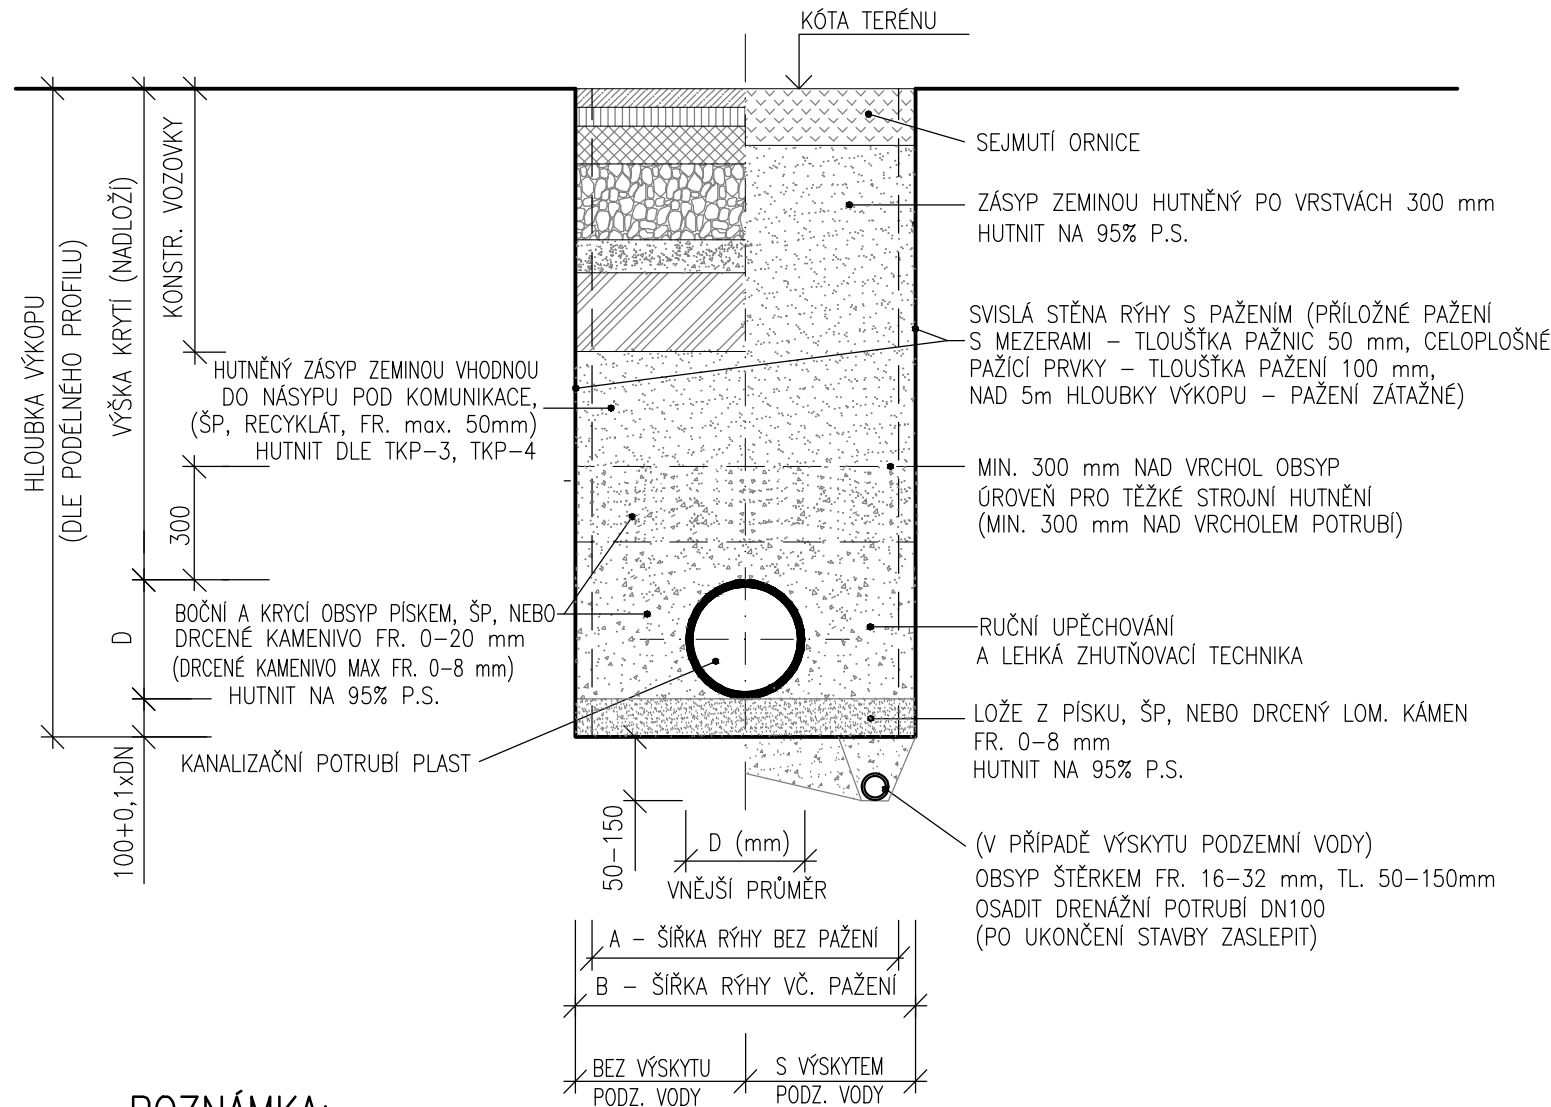 KÓTA TERÉNU
HLOUBKA VÝKOPU
(DLE PODÉLNÉHO PROFILU)
VÝŠKA KRYTÍ (NADLOŽÍ)
KONSTR. VOZOVKY
300
D
100+0,1xDN
HUTNĚNÝ ZÁSYP ZEMINOU VHODNOU
DO NÁSYPU POD KOMUNIKACE,
(ŠP, RECYKLÁT, FR. max. 50mm)
HUTNIT DLE TKP-3, TKP-4
BOČNÍ A KRYCÍ OBSYP PÍSKEM, ŠP, NEBO
DRCENÉ KAMENIVO FR. 0-20 mm
(DRCENÉ KAMENIVO MAX FR. 0-8 mm)
HUTNIT NA 95% P.S.
KANALIZAČNÍ POTRUBÍ PLAST
SEJMUTÍ ORNICE
ZÁSYP ZEMINOU HUTNĚNÝ PO VRSTVÁCH 300 mm
HUTNIT NA 95% P.S.
SVISLÁ STĚNA RÝHY S PAŽENÍM (PŘÍLOŽNÉ PAŽENÍ
S MEZERAMI - TLOUŠŤKA PAŽNIC 50 mm, CELOPLOŠNÉ
PAŽÍCÍ PRVKY - TLOUŠŤKA PAŽENÍ 100 mm,
NAD 5m HLOUBKY VÝKOPU - PAŽENÍ ZÁTAŽNÉ)
MIN. 300 mm NAD VRCHOL OBSYP
ÚROVEŇ PRO TĚŽKÉ STROJNÍ HUTNĚNÍ
(MIN. 300 mm NAD VRCHOLEM POTRUBÍ)
RUČNÍ UPĚCHOVÁNÍ
A LEHKÁ ZHUTŇOVACÍ TECHNIKA
LOŽE Z PÍSKU, ŠP, NEBO DRCENÝ LOM. KÁMEN
FR. 0-8 mm
HUTNIT NA 95% P.S.
(V PŘÍPADĚ VÝSKYTU PODZEMNÍ VODY)
OBSYP ŠTĚRKEM FR. 16-32 mm, TL. 50-150mm
OSADIT DRENÁŽNÍ POTRUBÍ DN100
(PO UKONČENÍ STAVBY ZASLEPIT)
50-150
D (mm)
VNĚJŠÍ PRŮMĚR
A - ŠÍŘKA RÝHY BEZ PAŽENÍ
B - ŠÍŘKA RÝHY VČ. PAŽENÍ
BEZ VÝSKYTU
PODZ. VODY
S VÝSKYTEM
PODZ. VODY
POZNÁMKA: